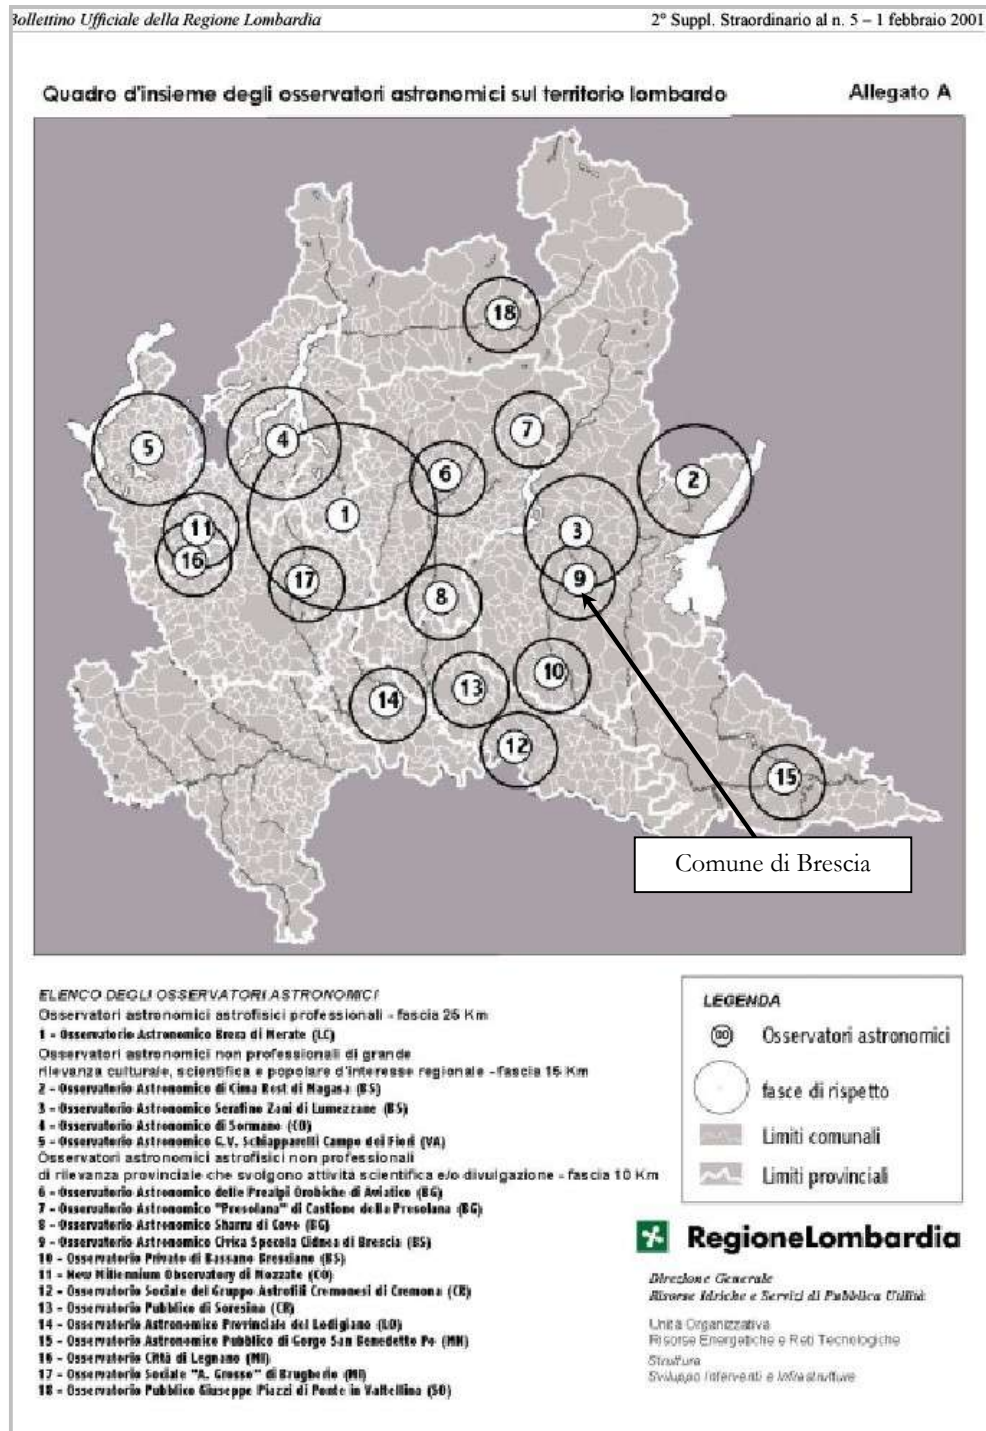 Bollettino Ufficiale della Regione Lombardia
2° Suppl. Straordinario al n. 5 – 1 febbraio 2001
Quadro d'insieme degli osservatori astronomici sul territorio lombardo
Allegato A
18
7
5
4
6
2
1
3
11
16
17
9
8
10
13
14
12
15
Comune di Brescia
ELENCO DEGLI OSSERVATORI ASTRONOMICI
Osservatori astronomici astrofisici professionali - fascia 25 Km
1 - Osservatorio Astronomico Brera di Merate (LC)
Osservatori astronomici non professionali di grande
rilevanza culturale, scientifica e popolare d'interesse regionale - fascia 15 Km
2 - Osservatorio Astronomico di Cima Rest di Magasa (BS)
3 - Osservatorio Astronomico Serafino Zani di Lumezzane (BS)
4 - Osservatorio Astronomico di Sormano (CO)
5 - Osservatorio Astronomico G.V. Schiapparelli Campo dei Fiori (VA)
Osservatori astronomici astrofisici non professionali
di rilevanza provinciale che svolgono attività scientifica e/o divulgazione - fascia 10 Km
6 - Osservatorio Astronomico delle Prealpi Orobiche di Aviatico (BG)
7 - Osservatorio Astronomico "Presolana" di Castione della Presolana (BG)
8 - Osservatorio Astronomico Sharru di Covo (BG)
9 - Osservatorio Astronomico Civica Specola Cidnea di Brescia (BS)
10 - Osservatorio Privato di Bassano Bresciano (BS)
11 - New Millennium Observatory di Mozzate (CO)
12 - Osservatorio Sociale del Gruppo Astrofili Cremonesi di Cremona (CR)
13 - Osservatorio Pubblico di Soresina (CR)
14 - Osservatorio Astronomico Provinciale del Lodigiano (LO)
15 - Osservatorio Astronomico Pubblico di Gorgo San Benedetto Po (MN)
16 - Osservatorio Città di Legnano (MI)
17 - Osservatorio Sociale "A. Grosso" di Brugherio (MI)
18 - Osservatorio Pubblico Giuseppe Piazzi di Ponte in Valtellina (SO)
LEGENDA
00 Osservatori astronomici
fasce di rispetto
Limiti comunali
Limiti provinciali
RegioneLombardia
Direzione Generale
Risorse Idriche e Servizi di Pubblica Utilità
Unità Organizzativa
Risorse Energetiche e Reti Tecnologiche
Struttura
Sviluppo Interventi e Infrastrutture